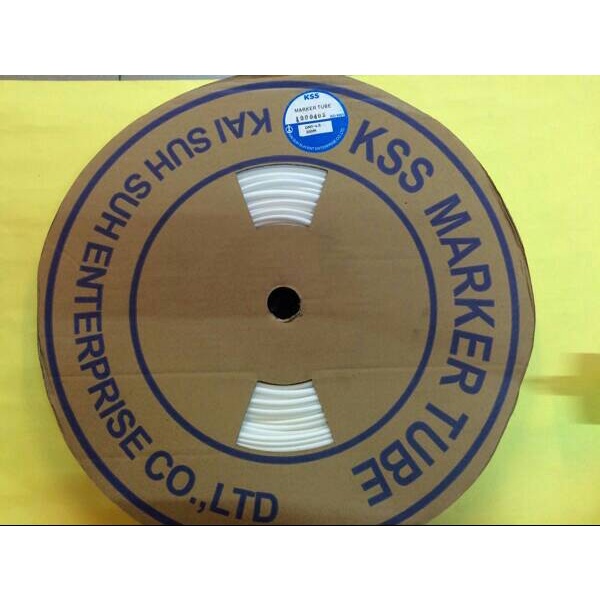 KSS MARKER TUBE
KAI SUH SUH ENTERPRISE CO.,LTD
KSS
MARKER TUBE